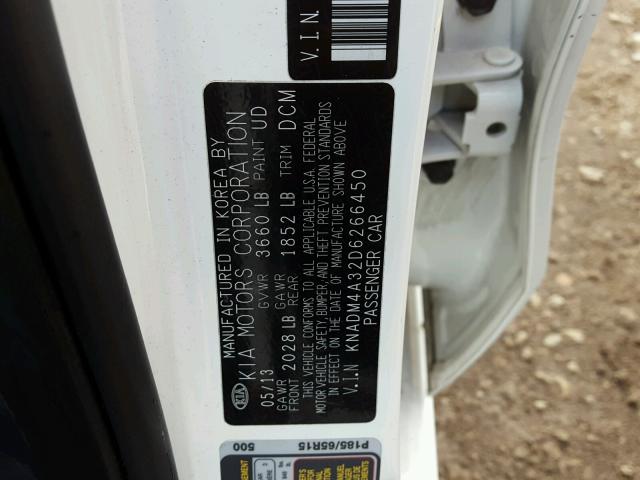 V.I.N.
MANUFACTURED IN KOREA BY
KIA KIA MOTORS CORPORATION
05/13 GVWR 3660 LB PAINT UD
GAWR FRONT 2028 LB GAWR REAR 1852 LB TRIM DCM
THIS VEHICLE CONFORMS TO ALL APPLICABLE U.S.A. FEDERAL
MOTOR VEHICLE SAFETY, BUMPER, AND THEFT PREVENTION STANDARDS
IN EFFECT ON THE DATE OF MANUFACTURE SHOWN ABOVE
V.I.N KNADM4A32D6266450
PASSENGER CAR
P185/65R15
500